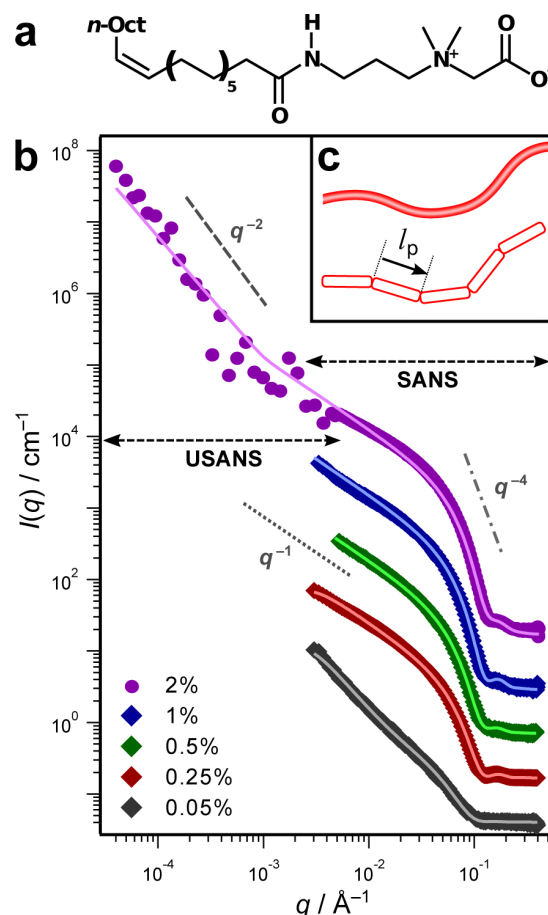 a
n-Oct
H
N
( )5
O
N+
O
O
b
c
lp
q−2
SANS
USANS
q−4
q−1
I(q) / cm−1
10^8
10^6
10^4
10^2
10^0
2%
1%
0.5%
0.25%
0.05%
10^-4
10^-3
10^-2
10^-1
q / Å−1